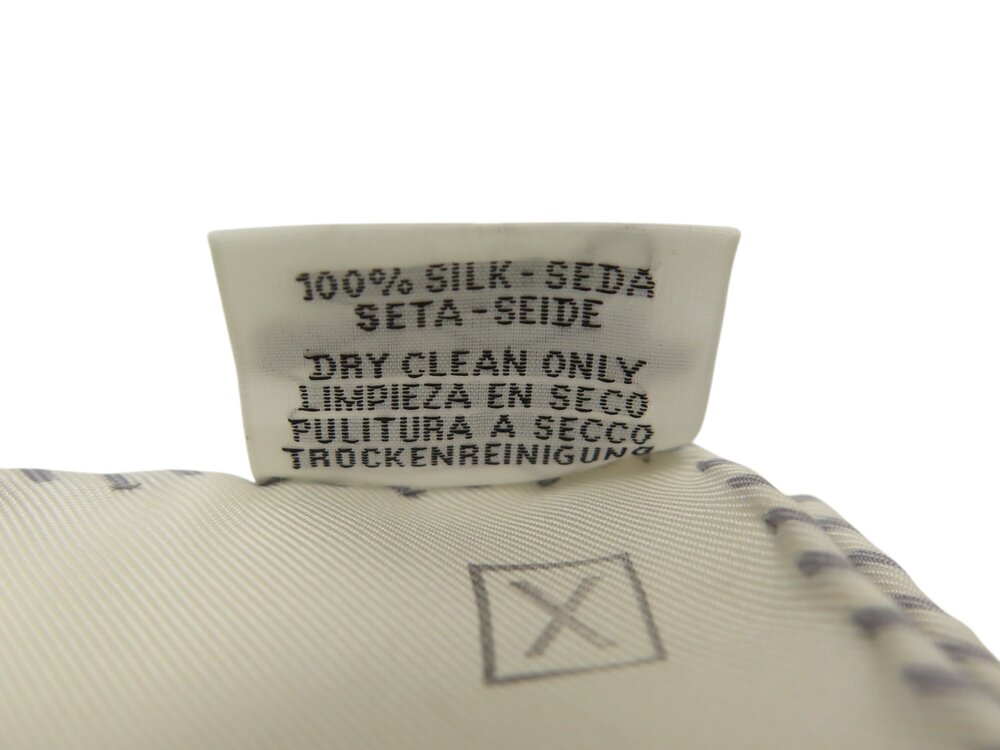 100% SILK - SEDA
SETA - SEIDE
DRY CLEAN ONLY
LIMPIEZA EN SECO
PULITURA A SECCO
TROCKENREINIGUNG
X